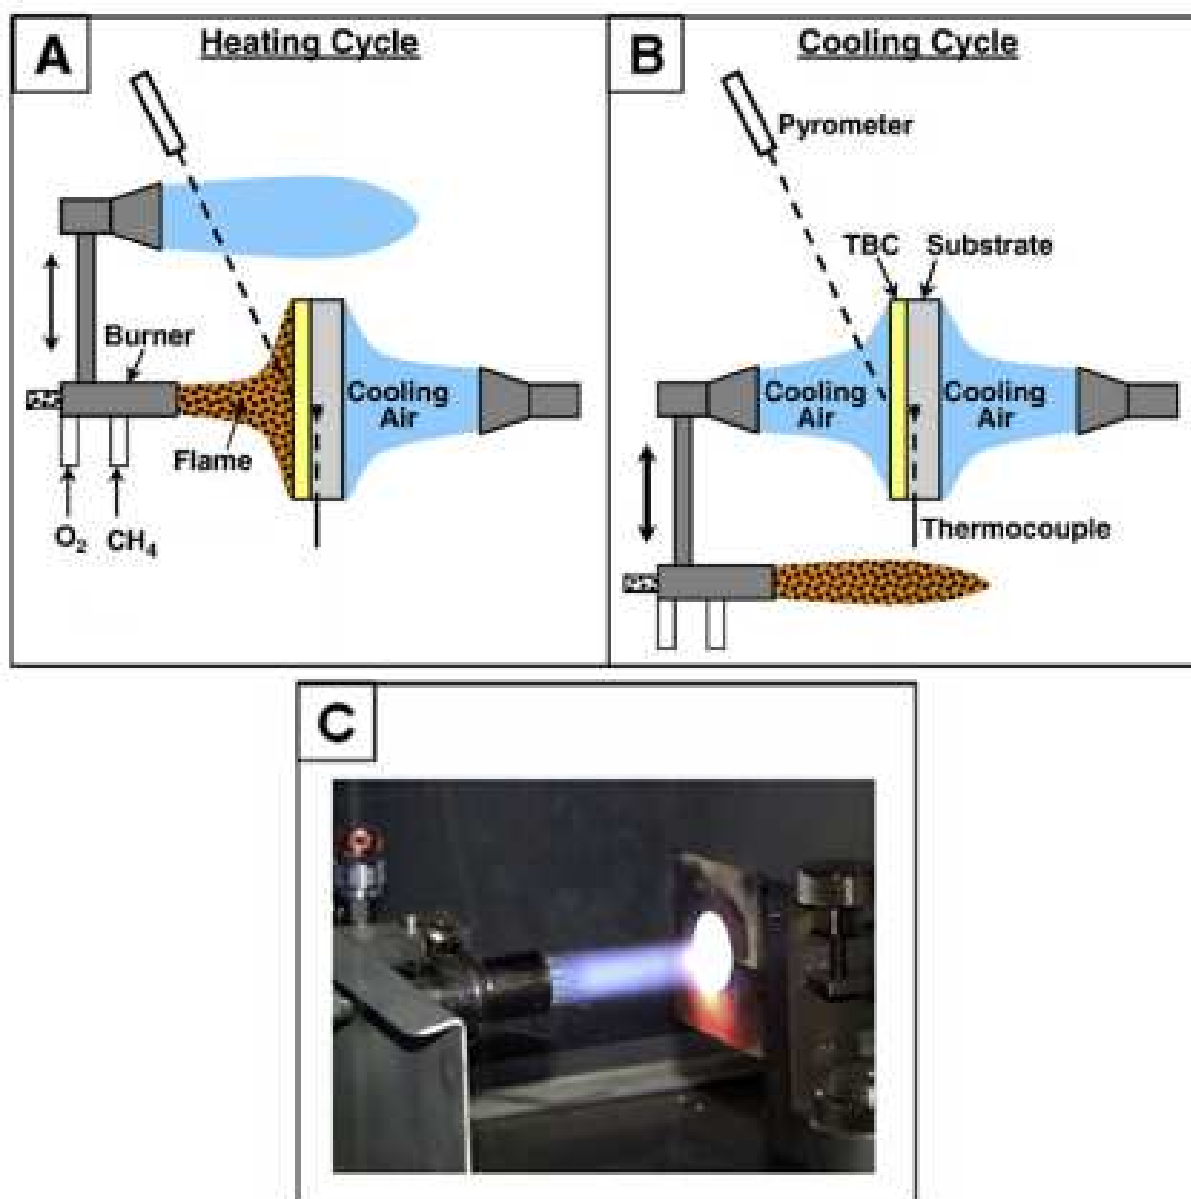 A
Heating Cycle
Burner
Flame
Cooling
Air
O₂
CH₄
B
Cooling Cycle
Pyrometer
TBC
Substrate
Cooling
Air
Cooling
Air
Thermocouple
C